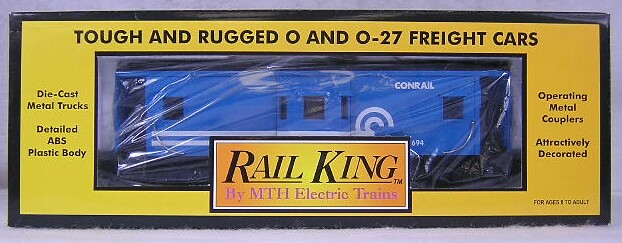 TOUGH AND RUGGED O AND O-27 FREIGHT CARS
Die-Cast
Metal Trucks
Detailed
ABS
Plastic Body
CONRAIL
694
Operating
Metal
Couplers
Attractively
Decorated
RAIL KING™
By MTH Electric Trains
FOR AGES 8 TO ADULT